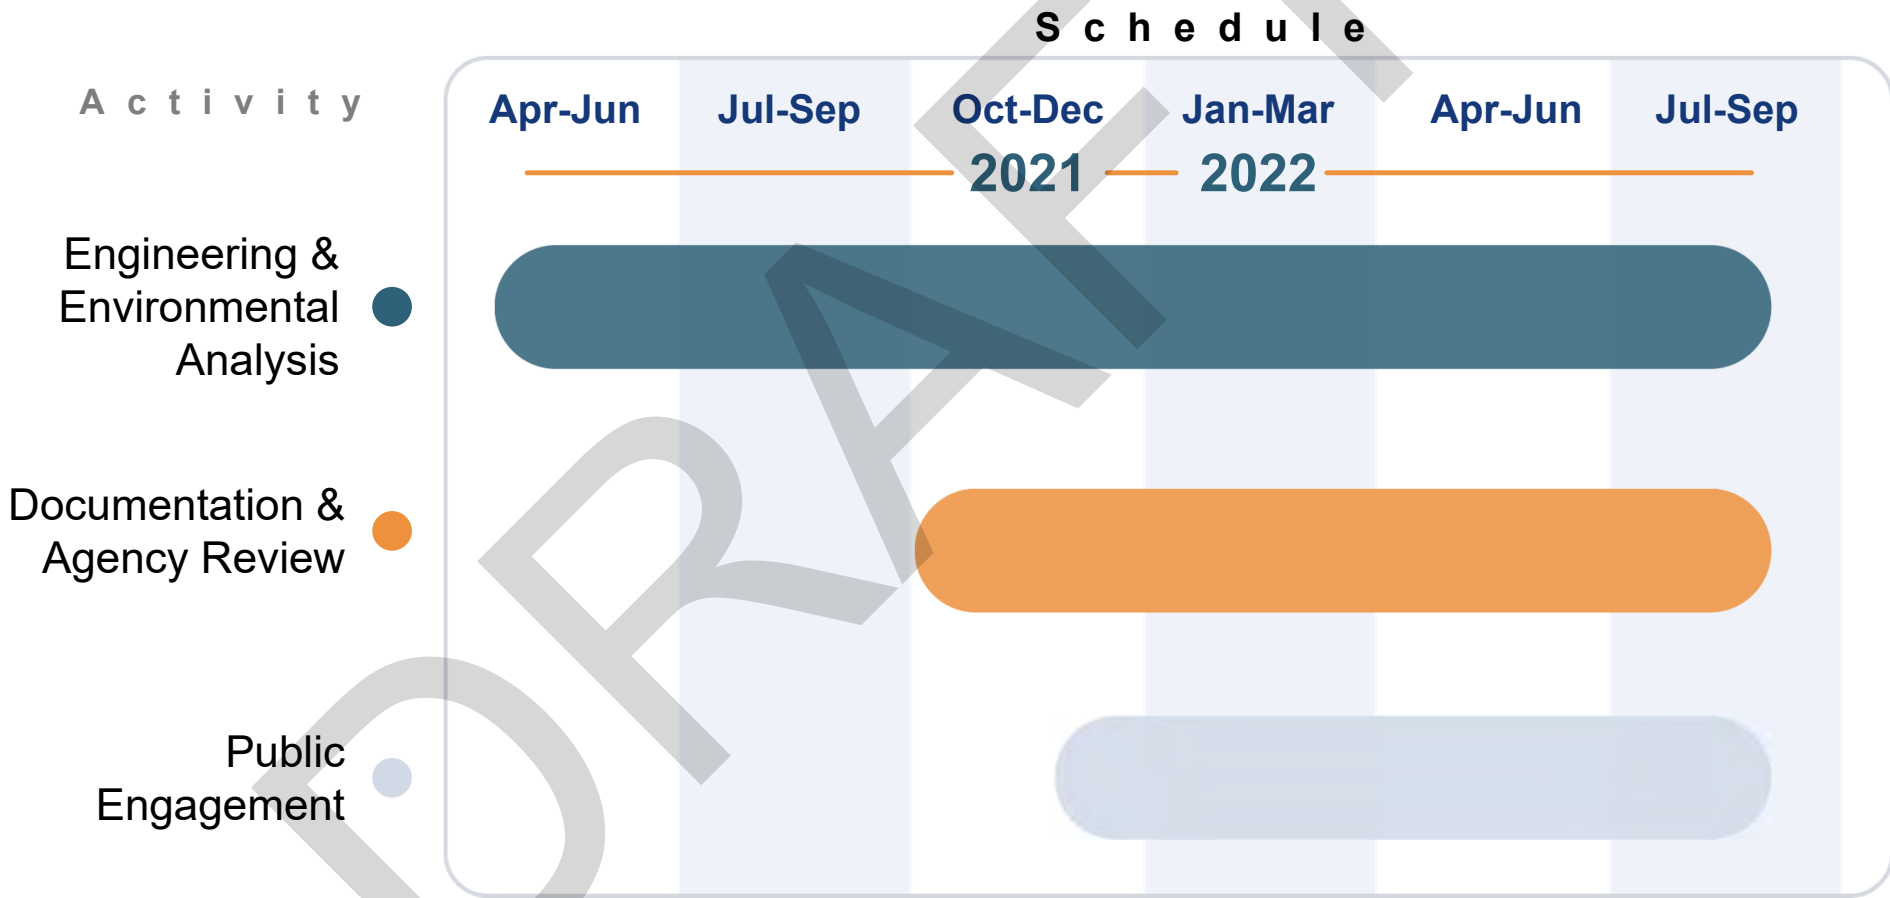 Schedule
Activity
Apr-Jun Jul-Sep Oct-Dec Jan-Mar Apr-Jun Jul-Sep
2021 2022
Engineering &
Environmental
Analysis
Documentation &
Agency Review
Public
Engagement
DRAFT